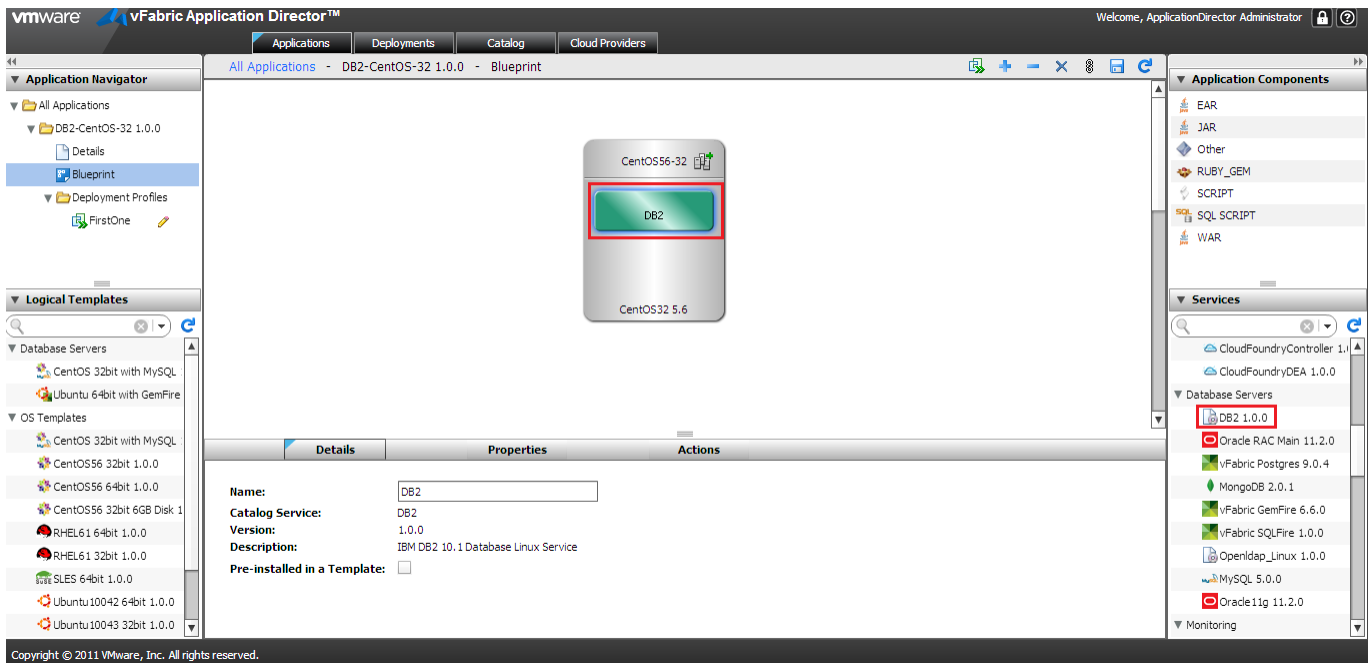 vmware vFabric Application Director™
Welcome, ApplicationDirector Administrator
Applications Deployments Catalog Cloud Providers
Application Navigator
All Applications
DB2-CentOS-32 1.0.0
Details
Blueprint
Deployment Profiles
FirstOne
Logical Templates
Database Servers
CentOS 32bit with MySQL
Ubuntu 64bit with GemFire
OS Templates
CentOS 32bit with MySQL
CentOS56 32bit 1.0.0
CentOS56 64bit 1.0.0
CentOS56 32bit 6GB Disk 1
RHEL61 64bit 1.0.0
RHEL61 32bit 1.0.0
SLES 64bit 1.0.0
Ubuntu10042 64bit 1.0.0
Ubuntu10043 32bit 1.0.0
All Applications - DB2-CentOS-32 1.0.0 - Blueprint
CentOS56-32
DB2
CentOS32 5.6
Details Properties Actions
Name: DB2
Catalog Service: DB2
Version: 1.0.0
Description: IBM DB2 10.1 Database Linux Service
Pre-installed in a Template:
Application Components
EAR
JAR
Other
RUBY_GEM
SCRIPT
SQL SCRIPT
WAR
Services
CloudFoundryController 1.
CloudFoundryDEA 1.0.0
Database Servers
DB2 1.0.0
Oracle RAC Main 11.2.0
vFabric Postgres 9.0.4
MongoDB 2.0.1
vFabric GemFire 6.6.0
vFabric SQLFire 1.0.0
Openldap_Linux 1.0.0
MySQL 5.0.0
Oracle11g 11.2.0
Monitoring
Copyright © 2011 VMware, Inc. All rights reserved.